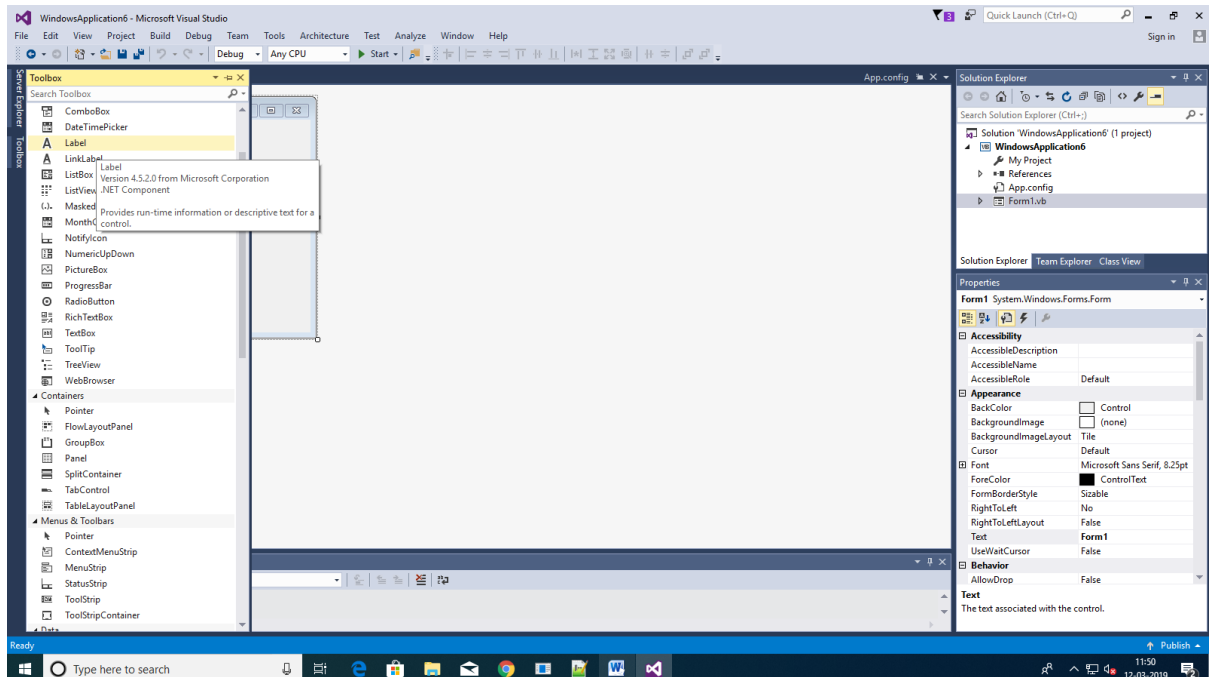 WindowsApplication6 - Microsoft Visual Studio
3
Quick Launch (Ctrl+Q)
File Edit View Project Build Debug Team Tools Architecture Test Analyze Window Help
Sign in
Debug Any CPU Start
Server Explorer
Toolbox
Toolbox
Search Toolbox
ComboBox
DateTimePicker
Label
LinkLabel
ListBox
ListView
Masked
MonthC
NotifyIcon
NumericUpDown
PictureBox
ProgressBar
RadioButton
RichTextBox
TextBox
ToolTip
TreeView
WebBrowser
Containers
Pointer
FlowLayoutPanel
GroupBox
Panel
SplitContainer
TabControl
TableLayoutPanel
Menus & Toolbars
Pointer
ContextMenuStrip
MenuStrip
StatusStrip
ToolStrip
ToolStripContainer
Data
Label
Version 4.5.2.0 from Microsoft Corporation
.NET Component
Provides run-time information or descriptive text for a
control.
App.config
Solution Explorer
Search Solution Explorer (Ctrl+;)
Solution 'WindowsApplication6' (1 project)
WindowsApplication6
My Project
References
App.config
Form1.vb
Solution Explorer Team Explorer Class View
Properties
Form1 System.Windows.Forms.Form
Accessibility
AccessibleDescription
AccessibleName
AccessibleRole Default
Appearance
BackColor Control
BackgroundImage (none)
BackgroundImageLayout Tile
Cursor Default
Font Microsoft Sans Serif, 8.25pt
ForeColor ControlText
FormBorderStyle Sizable
RightToLeft No
RightToLeftLayout False
Text Form1
UseWaitCursor False
Behavior
AllowDrop False
Text
The text associated with the control.
Ready
Publish
Type here to search
11:50
12-03-2019